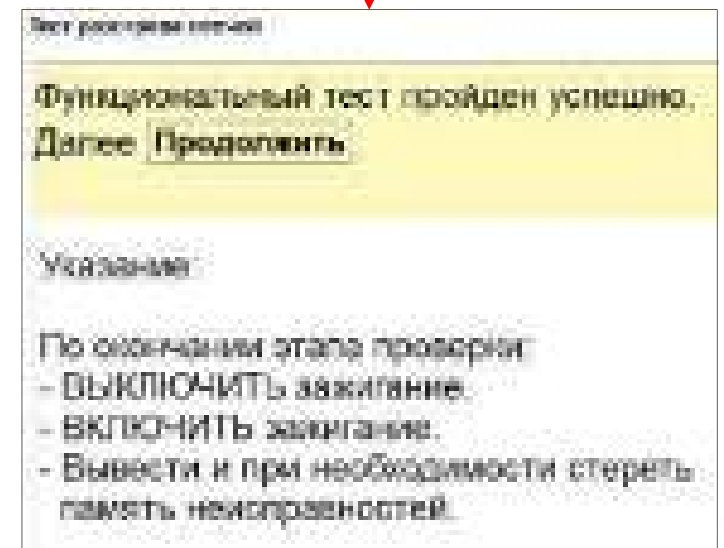 Функциональный тест пройден успешно.
Далее Продолжить
Указание:
По окончании этапа проверки:
- ВЫКЛЮЧИТЬ зажигание.
- ВКЛЮЧИТЬ зажигание.
- Вывести и при необходимости стереть
память неисправностей.